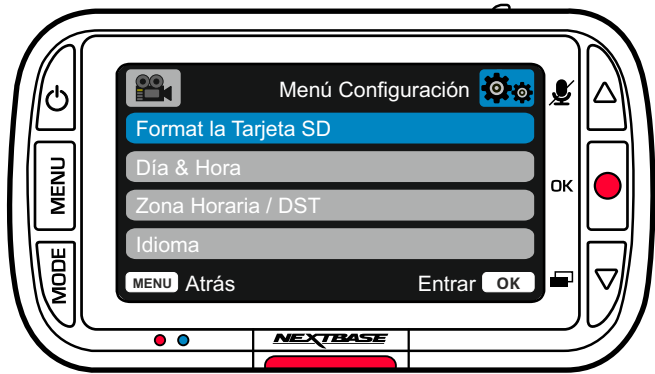 Menú Configuración
Format la Tarjeta SD
Día & Hora
Zona Horaria / DST
Idioma
MENU Atrás Entrar OK
MENU
MODE
OK
NEXTBASE